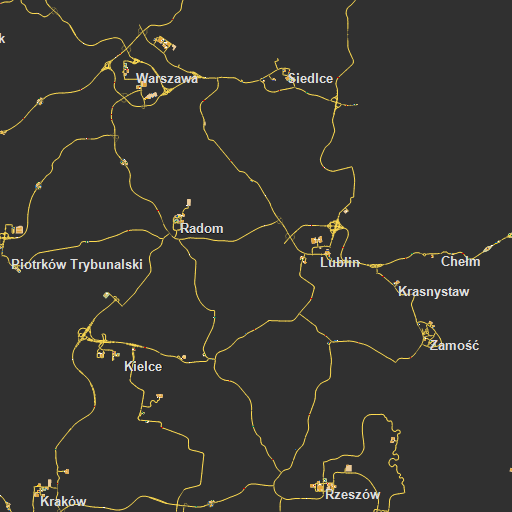 k
Warszawa
Siedlce
Radom
Lublin
Piotrków Trybunalski
Chełm
Krasnystaw
Zamość
Kielce
Kraków
Rzeszów